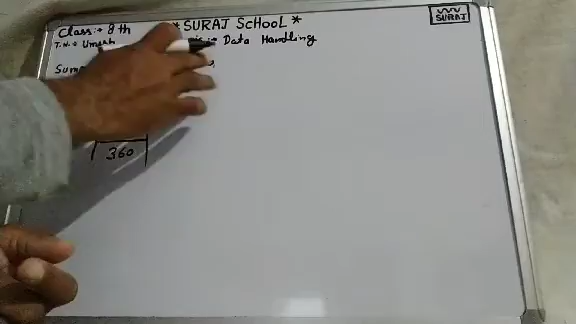 Class:- 8th *SURAJ SCHOOL*
SURAJ
T.N.:- Umesh Data Handling
360